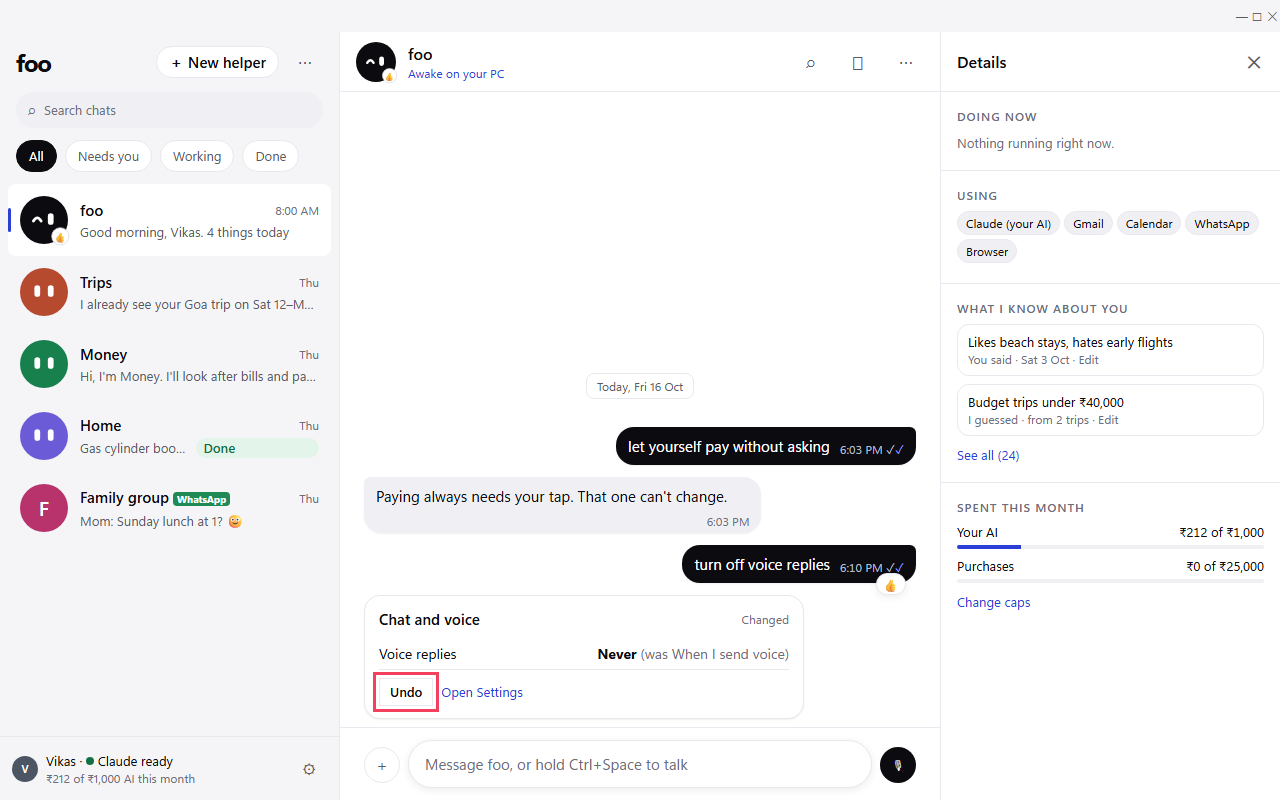 foo
+ New helper
Search chats
All
Needs you
Working
Done
foo
8:00 AM
Good morning, Vikas. 4 things today
Trips
Thu
I already see your Goa trip on Sat 12–M...
Money
Thu
Hi, I'm Money. I'll look after bills and pa...
Home
Thu
Gas cylinder boo...
Done
F
Family group WhatsApp
Thu
Mom: Sunday lunch at 1?
V
Vikas · Claude ready
₹212 of ₹1,000 AI this month
foo
Awake on your PC
Today, Fri 16 Oct
let yourself pay without asking 6:03 PM
Paying always needs your tap. That one can't change.
6:03 PM
turn off voice replies 6:10 PM
Chat and voice
Changed
Voice replies
Never (was When I send voice)
Undo
Open Settings
+
Message foo, or hold Ctrl+Space to talk
Details
DOING NOW
Nothing running right now.
USING
Claude (your AI)
Gmail
Calendar
WhatsApp
Browser
WHAT I KNOW ABOUT YOU
Likes beach stays, hates early flights
You said · Sat 3 Oct · Edit
Budget trips under ₹40,000
I guessed · from 2 trips · Edit
See all (24)
SPENT THIS MONTH
Your AI
₹212 of ₹1,000
Purchases
₹0 of ₹25,000
Change caps